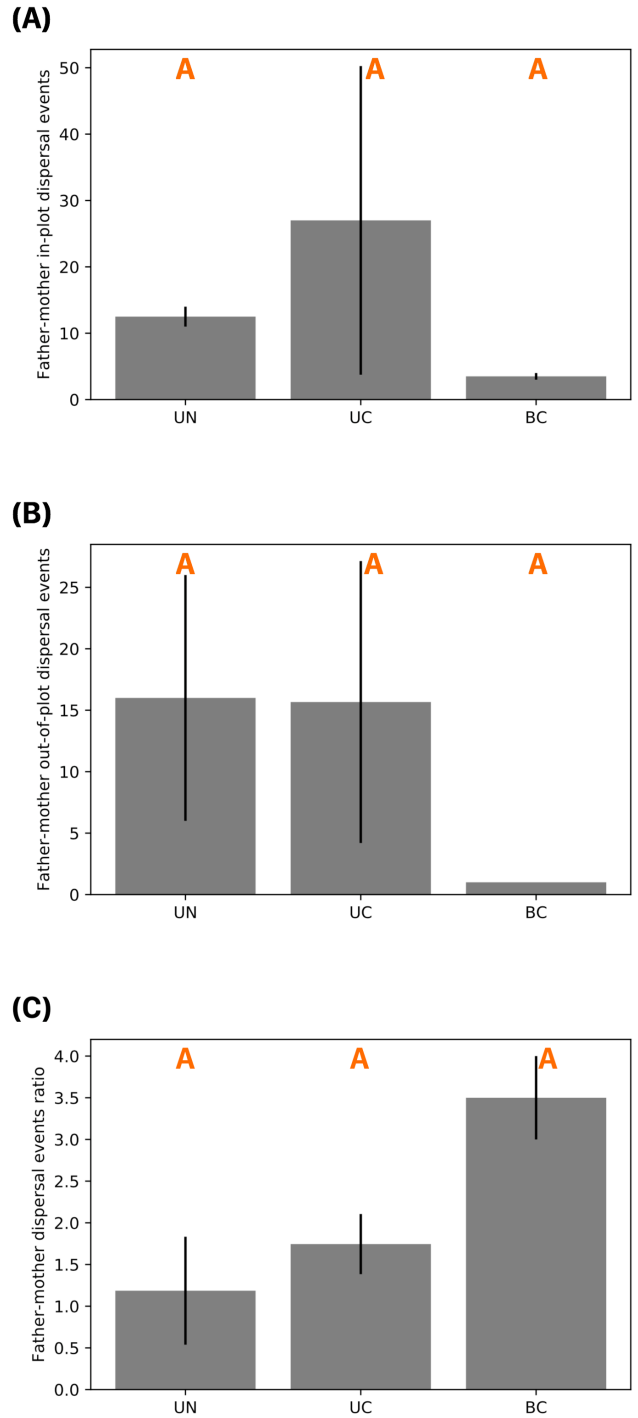 (A)
Father-mother in-plot dispersal events
50
40
30
20
10
0
A A A
UN UC BC
(B)
Father-mother out-of-plot dispersal events
25
20
15
10
5
0
A A A
UN UC BC
(C)
Father-mother dispersal events ratio
4.0
3.5
3.0
2.5
2.0
1.5
1.0
0.5
0.0
A A A
UN UC BC